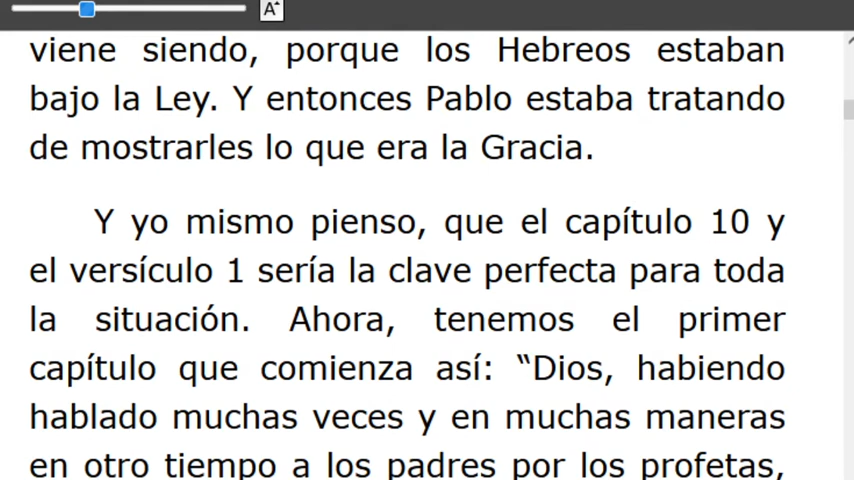 A
viene siendo, porque los Hebreos estaban
bajo la Ley. Y entonces Pablo estaba tratando
de mostrarles lo que era la Gracia.
Y yo mismo pienso, que el capítulo 10 y
el versículo 1 sería la clave perfecta para toda
la situación. Ahora, tenemos el primer
capítulo que comienza así: “Dios, habiendo
hablado muchas veces y en muchas maneras
en otro tiempo a los padres por los profetas,